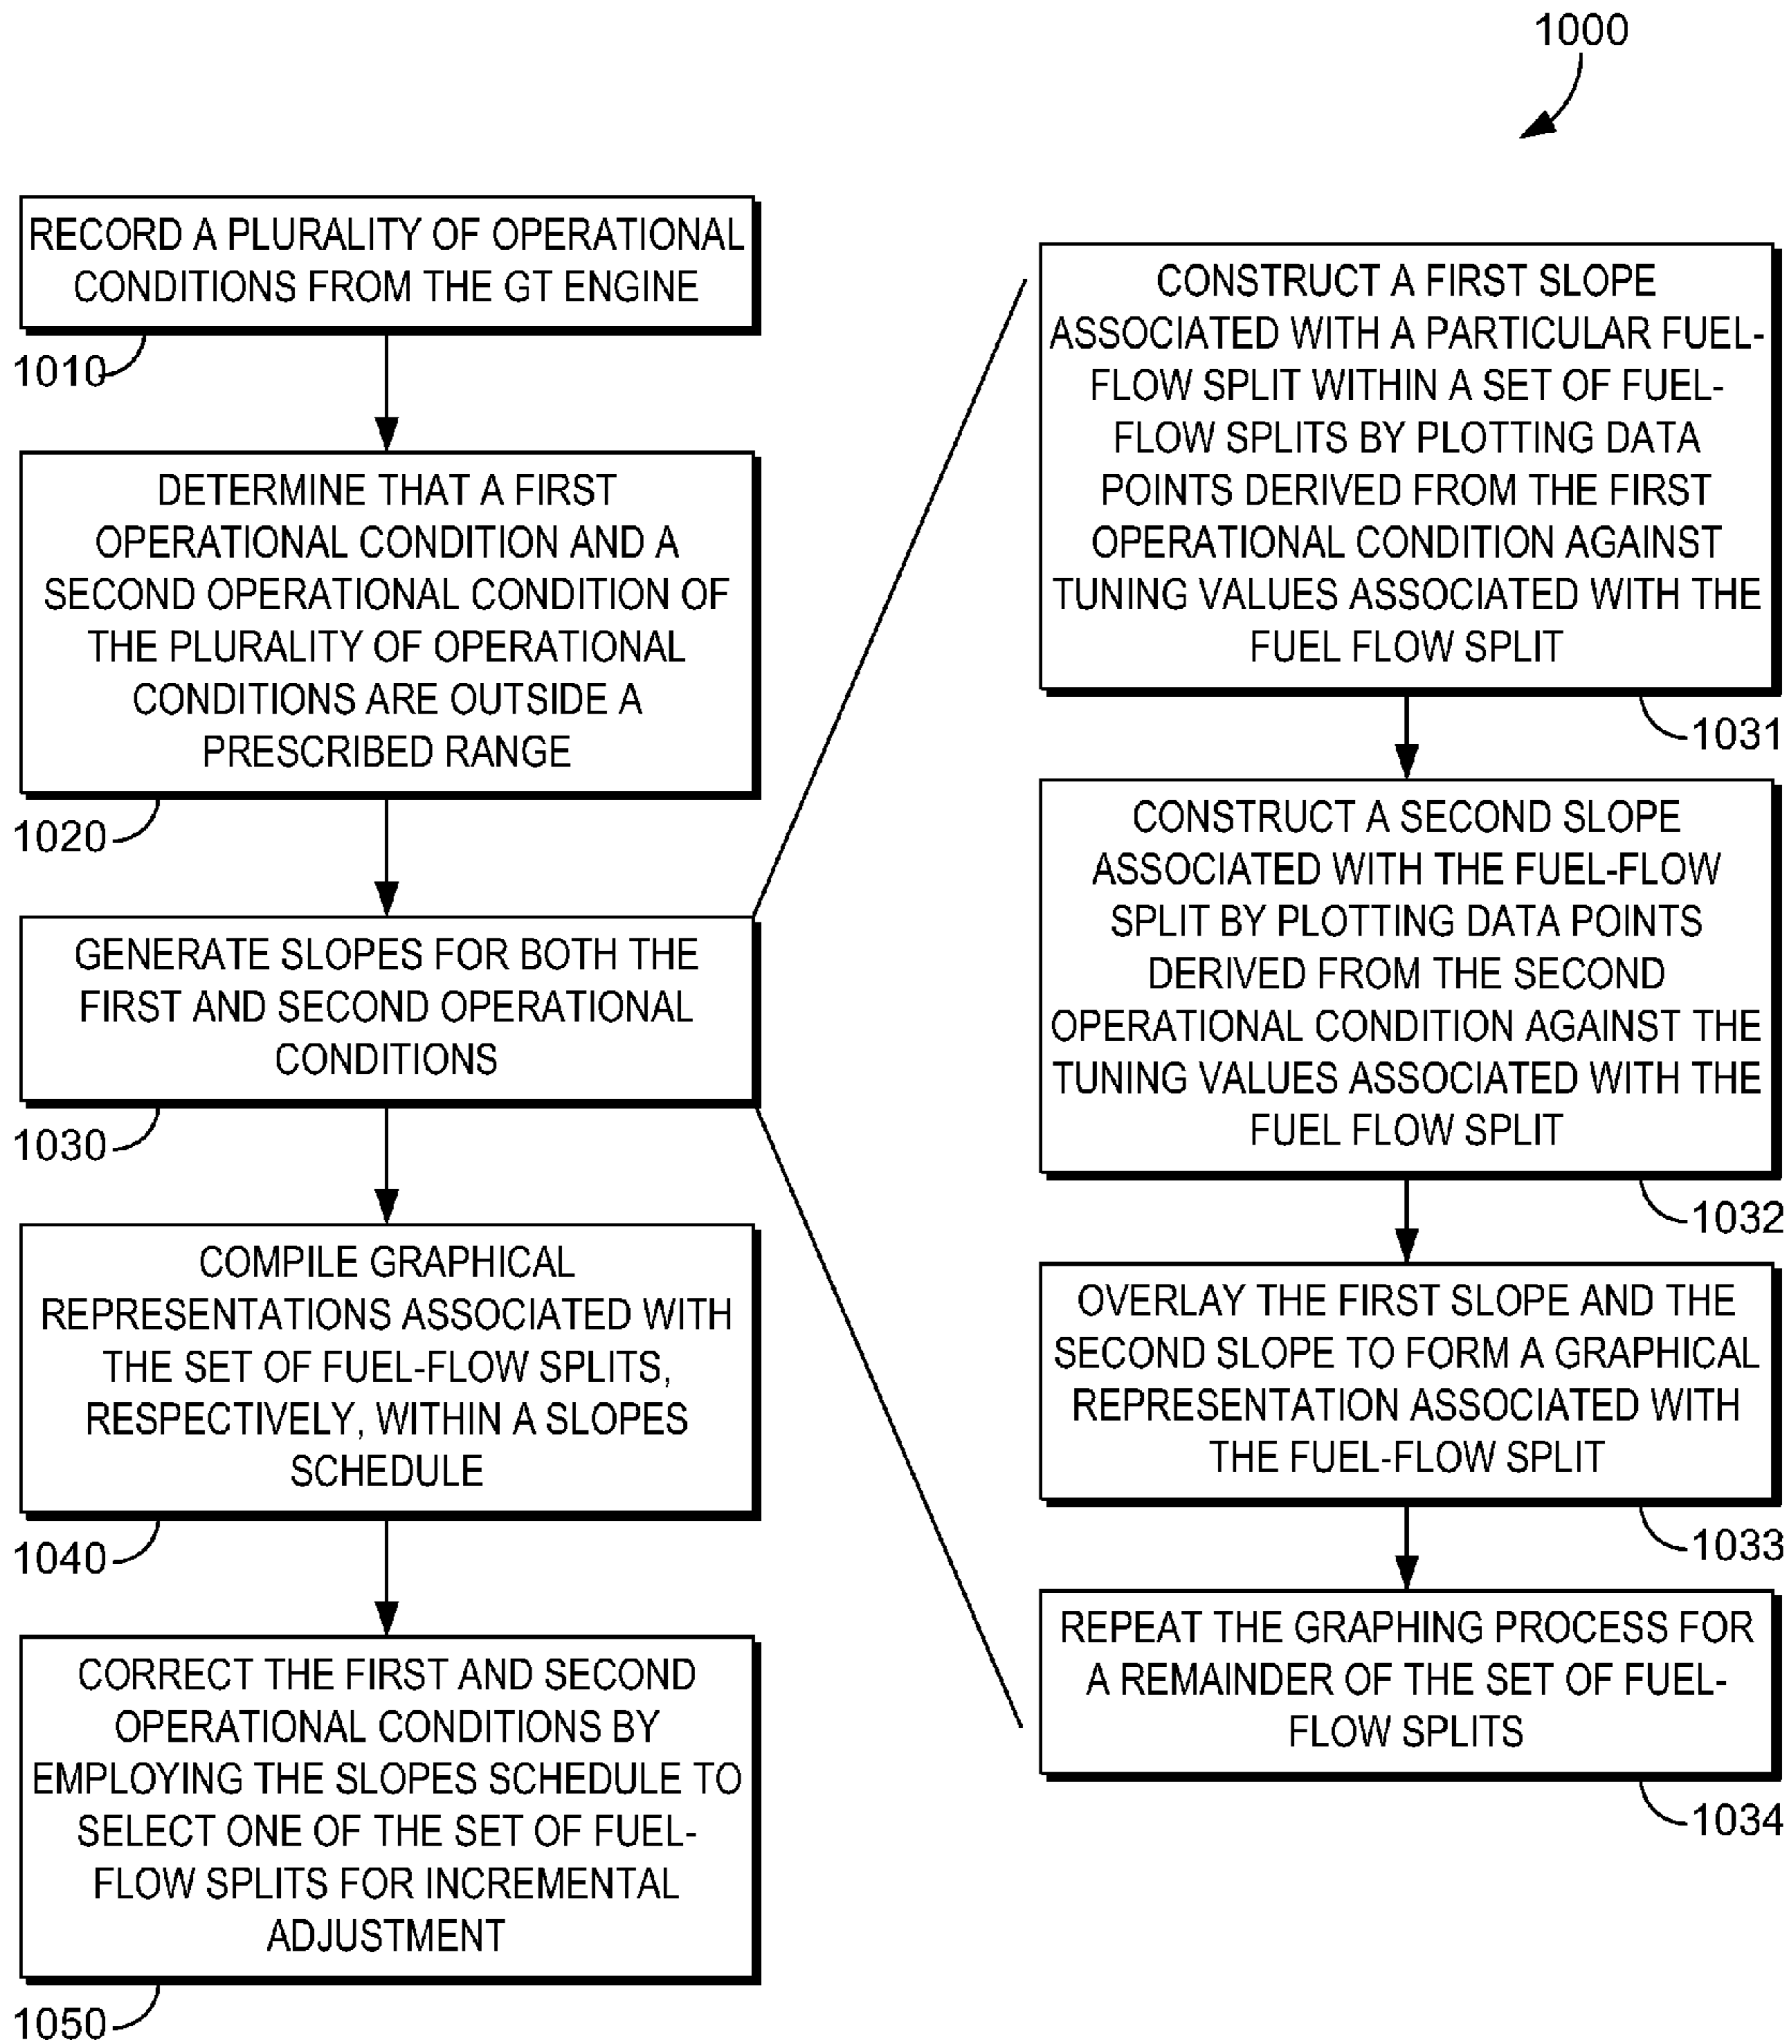 1000
RECORD A PLURALITY OF OPERATIONAL
CONDITIONS FROM THE GT ENGINE
1010
DETERMINE THAT A FIRST
OPERATIONAL CONDITION AND A
SECOND OPERATIONAL CONDITION OF
THE PLURALITY OF OPERATIONAL
CONDITIONS ARE OUTSIDE A
PRESCRIBED RANGE
1020
GENERATE SLOPES FOR BOTH THE
FIRST AND SECOND OPERATIONAL
CONDITIONS
1030
COMPILE GRAPHICAL
REPRESENTATIONS ASSOCIATED WITH
THE SET OF FUEL-FLOW SPLITS,
RESPECTIVELY, WITHIN A SLOPES
SCHEDULE
1040
CORRECT THE FIRST AND SECOND
OPERATIONAL CONDITIONS BY
EMPLOYING THE SLOPES SCHEDULE TO
SELECT ONE OF THE SET OF FUEL-
FLOW SPLITS FOR INCREMENTAL
ADJUSTMENT
1050
CONSTRUCT A FIRST SLOPE
ASSOCIATED WITH A PARTICULAR FUEL-
FLOW SPLIT WITHIN A SET OF FUEL-
FLOW SPLITS BY PLOTTING DATA
POINTS DERIVED FROM THE FIRST
OPERATIONAL CONDITION AGAINST
TUNING VALUES ASSOCIATED WITH THE
FUEL FLOW SPLIT
1031
CONSTRUCT A SECOND SLOPE
ASSOCIATED WITH THE FUEL-FLOW
SPLIT BY PLOTTING DATA POINTS
DERIVED FROM THE SECOND
OPERATIONAL CONDITION AGAINST THE
TUNING VALUES ASSOCIATED WITH THE
FUEL FLOW SPLIT
1032
OVERLAY THE FIRST SLOPE AND THE
SECOND SLOPE TO FORM A GRAPHICAL
REPRESENTATION ASSOCIATED WITH
THE FUEL-FLOW SPLIT
1033
REPEAT THE GRAPHING PROCESS FOR
A REMAINDER OF THE SET OF FUEL-
FLOW SPLITS
1034